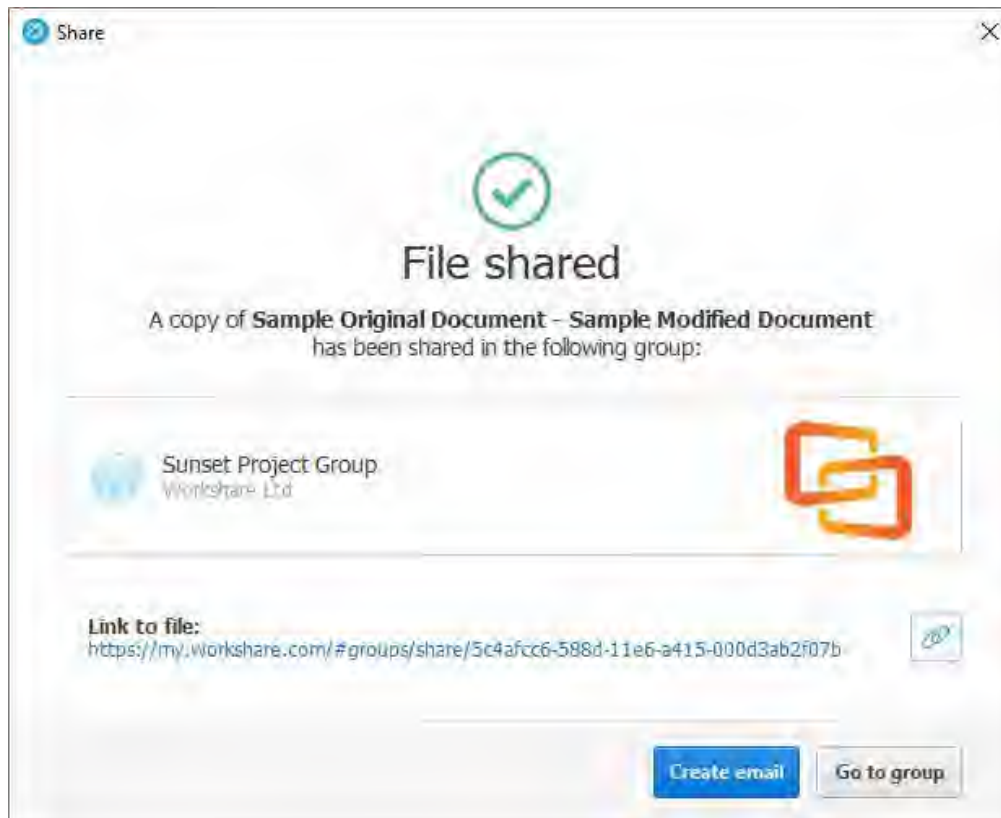 Share
File shared
A copy of Sample Original Document – Sample Modified Document
has been shared in the following group:
Sunset Project Group
Workshare Ltd
Link to file:
https://my.workshare.com/#groups/share/5c4afcc6-588d-11e6-a415-000d3ab2f07b
Create email
Go to group